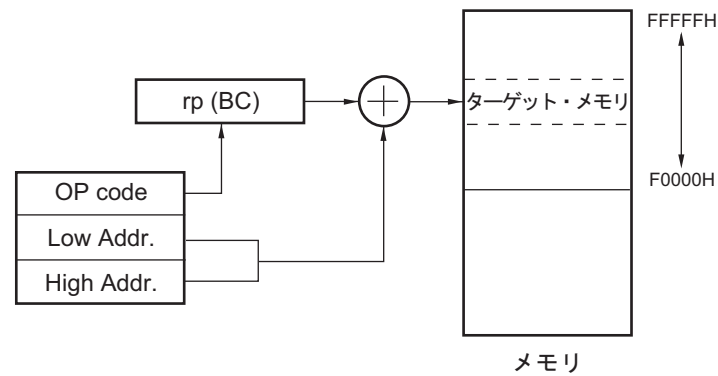 FFFFFH
rp (BC)
ターゲット・メモリ
OP code
F0000H
Low Addr.
High Addr.
メモリ